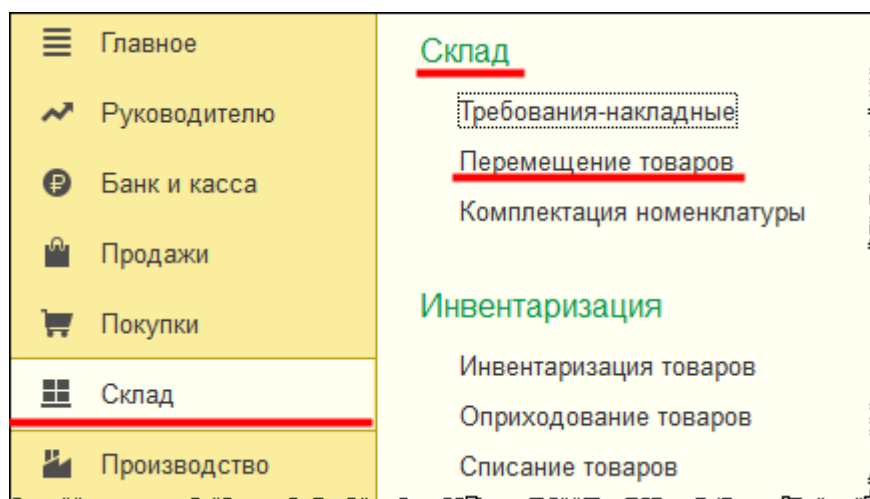 Главное
Руководителю
Банк и касса
Продажи
Покупки
Склад
Производство
Склад
Требования-накладные
Перемещение товаров
Комплектация номенклатуры
Инвентаризация
Инвентаризация товаров
Оприходование товаров
Списание товаров